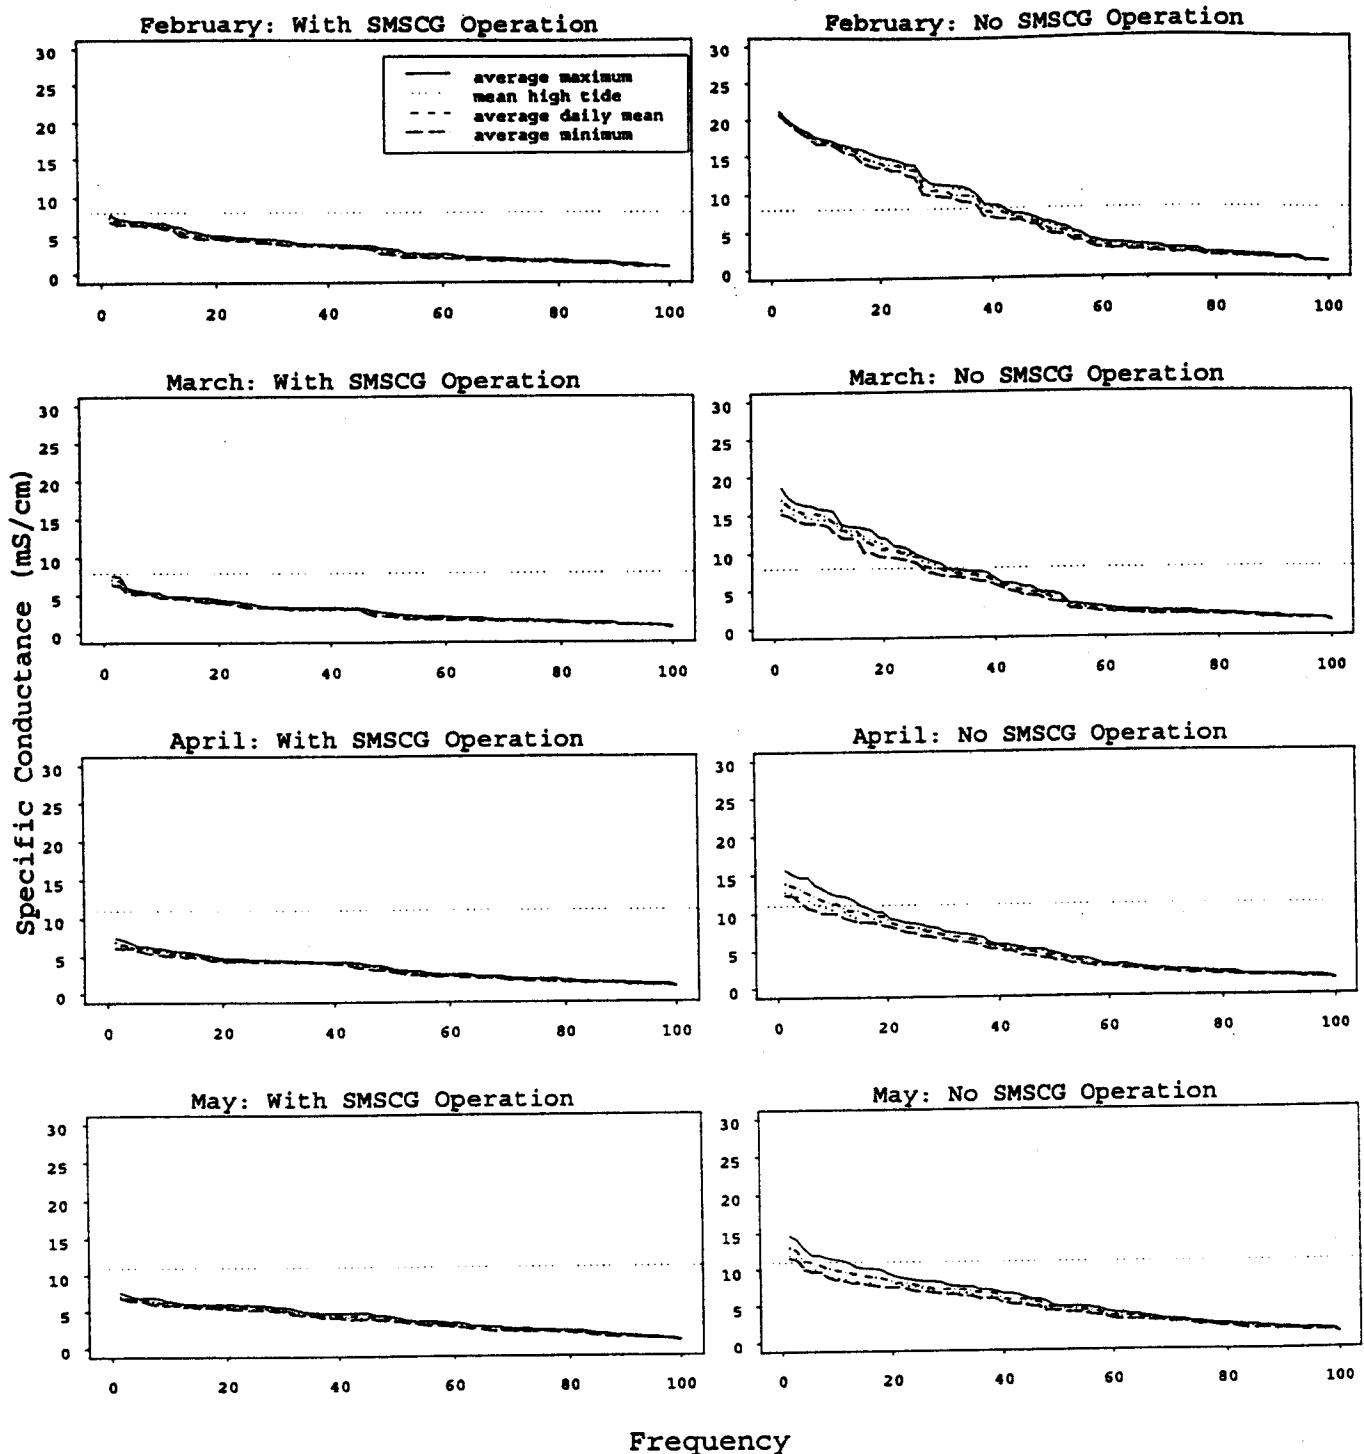 February: With SMSCG Operation
February: No SMSCG Operation
30
25
20
15
10
5
0
average maximum
mean high tide
average daily mean
average minimum
0 20 40 60 80 100
30
25
20
15
10
5
0
0 20 40 60 80 100
March: With SMSCG Operation
March: No SMSCG Operation
30
25
20
15
10
5
0
0 20 40 60 80 100
30
25
20
15
10
5
0
0 20 40 60 80 100
Specific Conductance (mS/cm)
April: With SMSCG Operation
April: No SMSCG Operation
30
25
20
15
10
5
0
0 20 40 60 80 100
30
25
20
15
10
5
0
0 20 40 60 80 100
May: With SMSCG Operation
May: No SMSCG Operation
30
25
20
15
10
5
0
0 20 40 60 80 100
30
25
20
15
10
5
0
0 20 40 60 80 100
Frequency